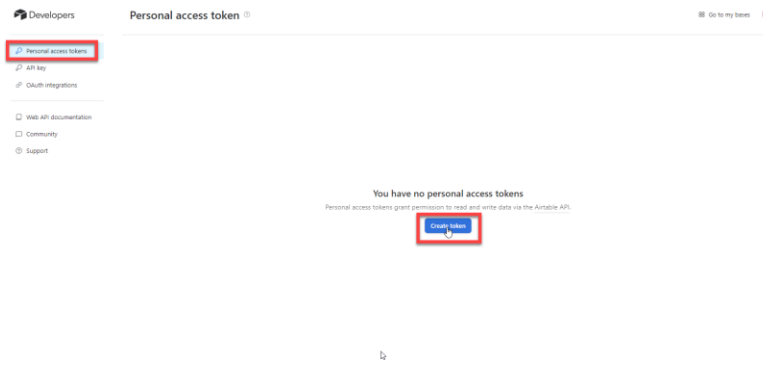 Developers
Personal access token
Go to my bases
Personal access tokens
API key
OAuth integrations
Web API documentation
Community
Support
You have no personal access tokens
Personal access tokens grant permission to read and write data via the Airtable API.
Create token